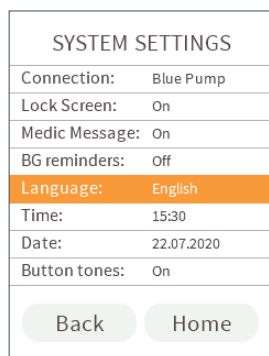 SYSTEM SETTINGS
Connection: Blue Pump
Lock Screen: On
Medic Message: On
BG reminders: Off
Language: English
Time: 15:30
Date: 22.07.2020
Button tones: On
Back Home